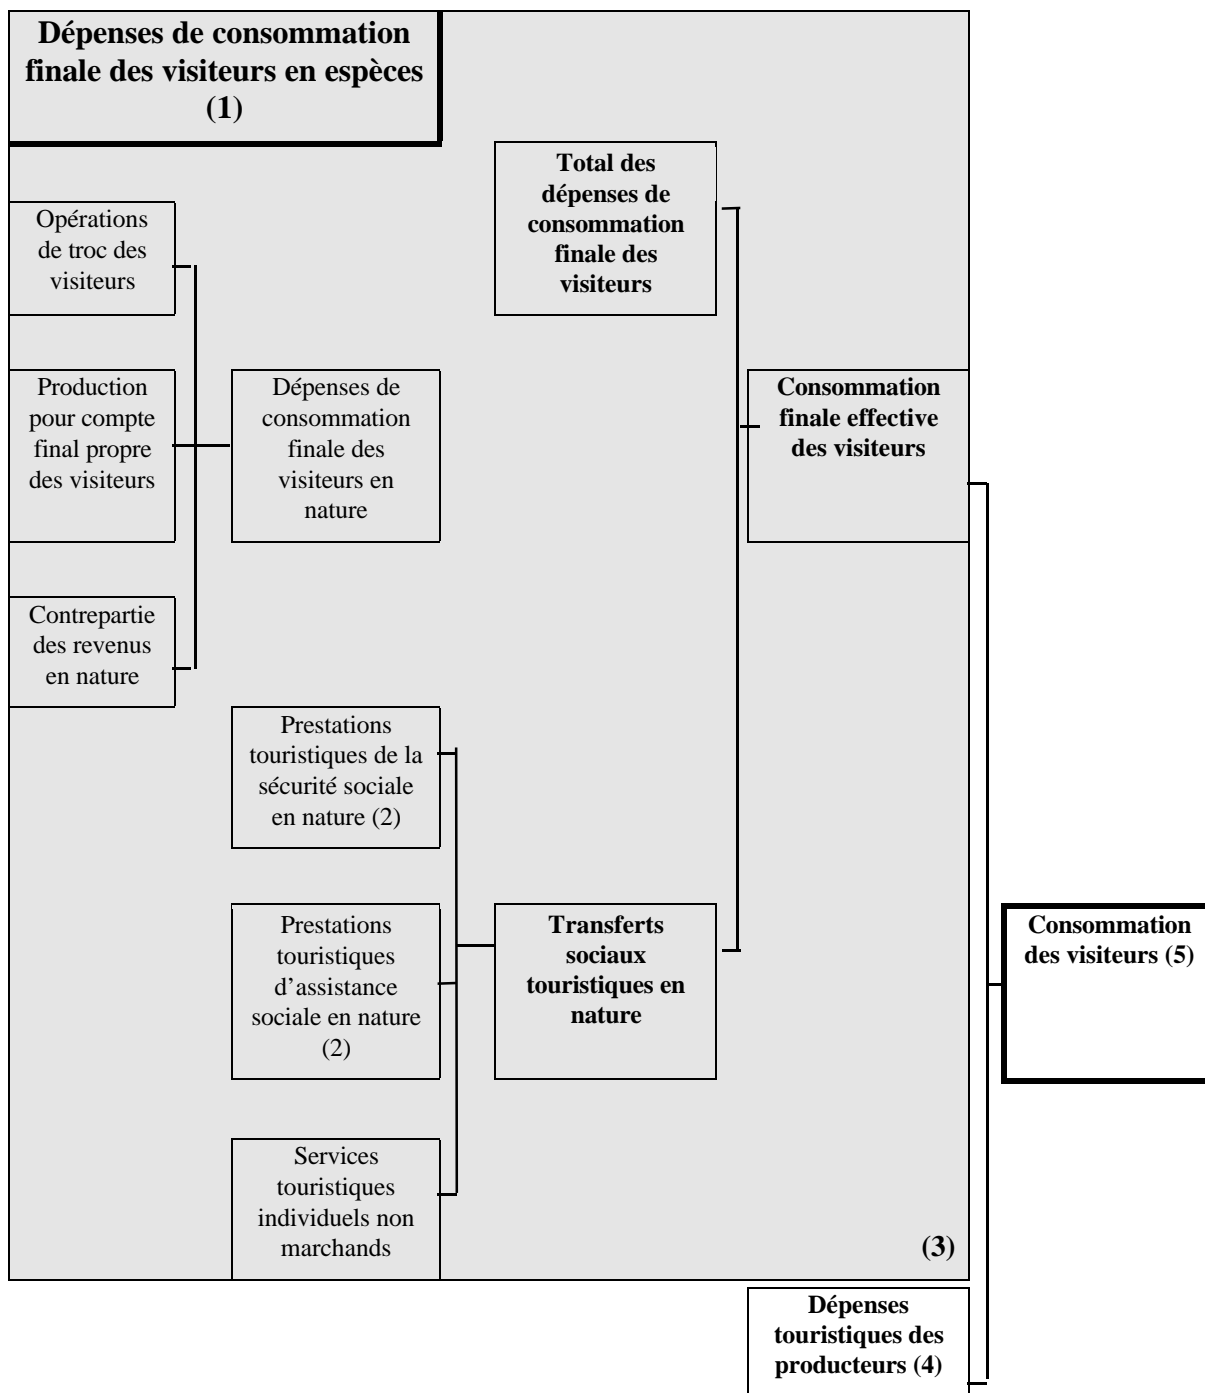 Dépenses de consommation
finale des visiteurs en espèces
(1)
Total des
dépenses de
consommation
finale des
visiteurs
Opérations
de troc des
visiteurs
Production
pour compte
final propre
des visiteurs
Dépenses de
consommation
finale des
visiteurs en
nature
Consommation
finale effective
des visiteurs
Contrepartie
des revenus
en nature
Prestations
touristiques de la
sécurité sociale
en nature (2)
Prestations
touristiques
d’assistance
sociale en nature
(2)
Transferts
sociaux
touristiques en
nature
Consommation
des visiteurs (5)
Services
touristiques
individuels non
marchands
(3)
Dépenses
touristiques des
producteurs (4)